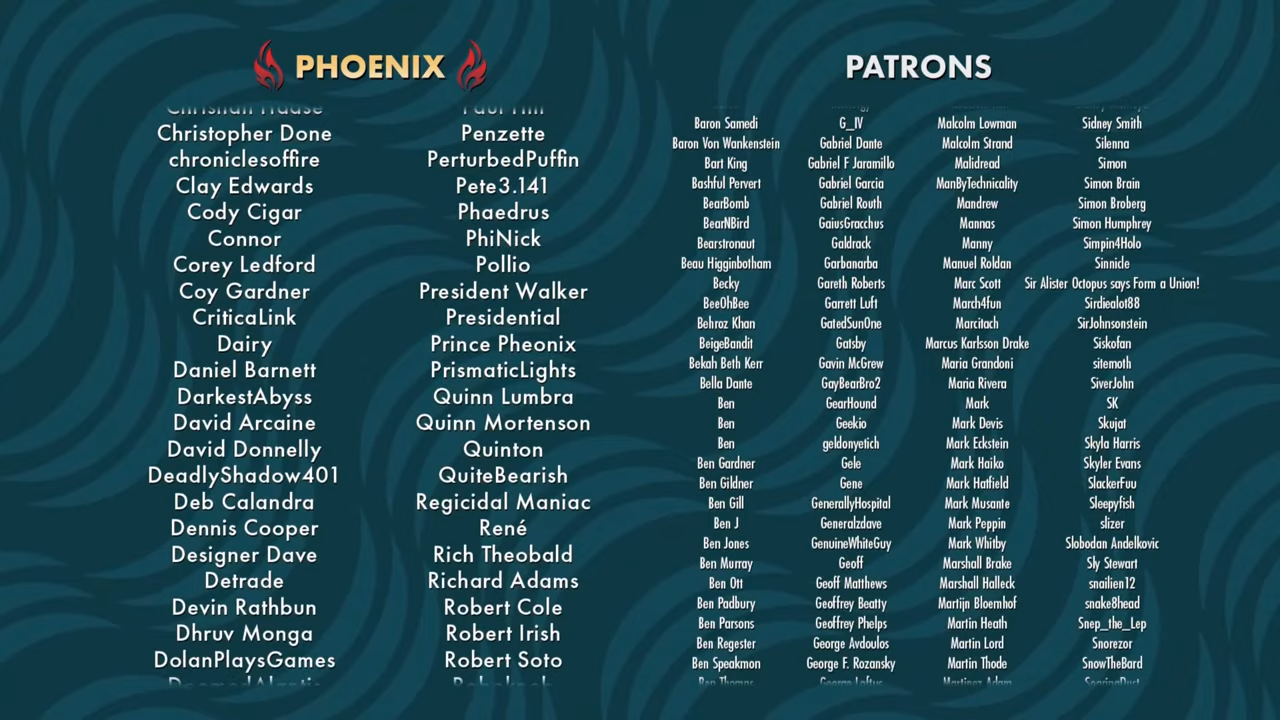 PHOENIX
Christopher Done
chroniclesoffire
Clay Edwards
Cody Cigar
Connor
Corey Ledford
Coy Gardner
CriticaLink
Dairy
Daniel Barnett
DarkestAbyss
David Arcaine
David Donnelly
DeadlyShadow401
Deb Calandra
Dennis Cooper
Designer Dave
Detrade
Devin Rathbun
Dhruv Monga
DolanPlaysGames
Penzette
PerturbedPuffin
Pete3.141
Phaedrus
PhiNick
Pollio
President Walker
Presidential
Prince Pheonix
PrismaticLights
Quinn Lumbra
Quinn Mortenson
Quinton
QuiteBearish
Regicidal Maniac
René
Rich Theobald
Richard Adams
Robert Cole
Robert Irish
Robert Soto
PATRONS
Baron Samedi
Baron Von Wankenstein
Bart King
Bashful Pervert
BearBomb
BearNBird
Bearstronaut
Beau Higginbotham
Becky
BeeOhBee
Behroz Khan
BeigeBandit
Bekah Beth Kerr
Bella Dante
Ben
Ben
Ben
Ben Gardner
Ben Gildner
Ben Gill
Ben J
Ben Jones
Ben Murray
Ben Ott
Ben Padbury
Ben Parsons
Ben Regester
Ben Speakmon
Ben Thomas
G_IV
Gabriel Dante
Gabriel F Jaramillo
Gabriel Garcia
Gabriel Routh
GaiusGracchus
Galdrack
Garbanarba
Gareth Roberts
Garrett Luft
GatedSunOne
Gatsby
Gavin McGrew
GayBearBro2
GearHound
Geekio
geldonyetich
Gele
Gene
GenerallyHospital
Generalzdave
GenuineWhiteGuy
Geoff
Geoff Matthews
Geoffrey Beatty
Geoffrey Phelps
George Avdoulos
George F. Rozansky
George Loftus
Malcolm Lowman
Malcolm Strand
Malidread
ManByTechnicality
Mandrew
Mannas
Manny
Manuel Roldan
Marc Scott
March4fun
Marcitach
Marcus Karlsson Drake
Maria Grandoni
Maria Rivera
Mark
Mark Devis
Mark Eckstein
Mark Haiko
Mark Hatfield
Mark Musante
Mark Peppin
Mark Whitby
Marshall Brake
Marshall Halleck
Martijn Bloemhof
Martin Heath
Martin Lord
Martin Thode
Martinez Adam
Sidney Smith
Silenna
Simon
Simon Brain
Simon Broberg
Simon Humphrey
Simpin4Holo
Sinnicle
Sir Alister Octopus says Form a Union!
Sirdiealot88
SirJohnsonstein
Siskofan
sitemoth
SiverJohn
SK
Skujat
Skyla Harris
Skyler Evans
SlackerFuu
Sleepyfish
slizer
Slobodan Andelkovic
Sly Stewart
snailien12
snake8head
Snep_the_Lep
Snorezor
SnowTheBard